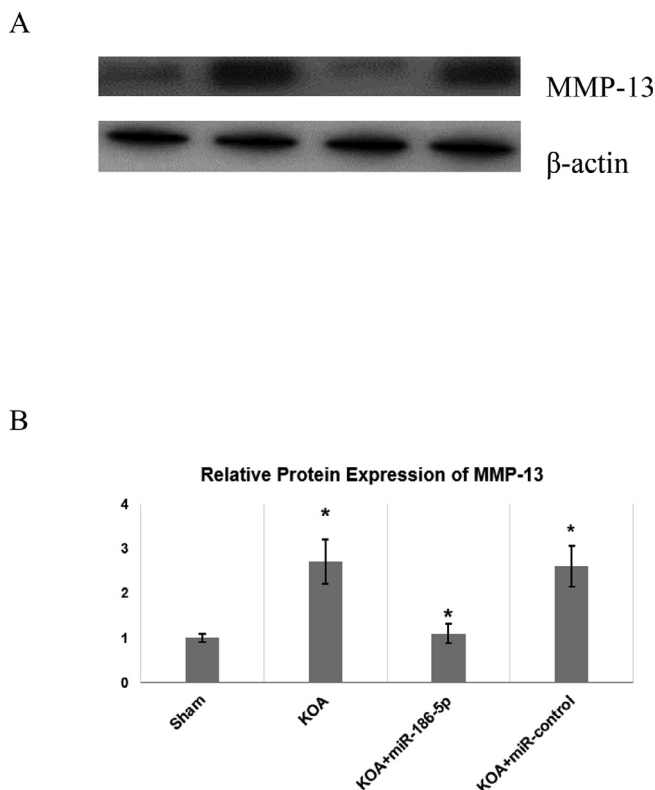 A
MMP-13
β-actin
B
Relative Protein Expression of MMP-13
4
*
*
3
2
*
1
0
Sham
KOA
KOA+miR-186-5p
KOA+miR-control